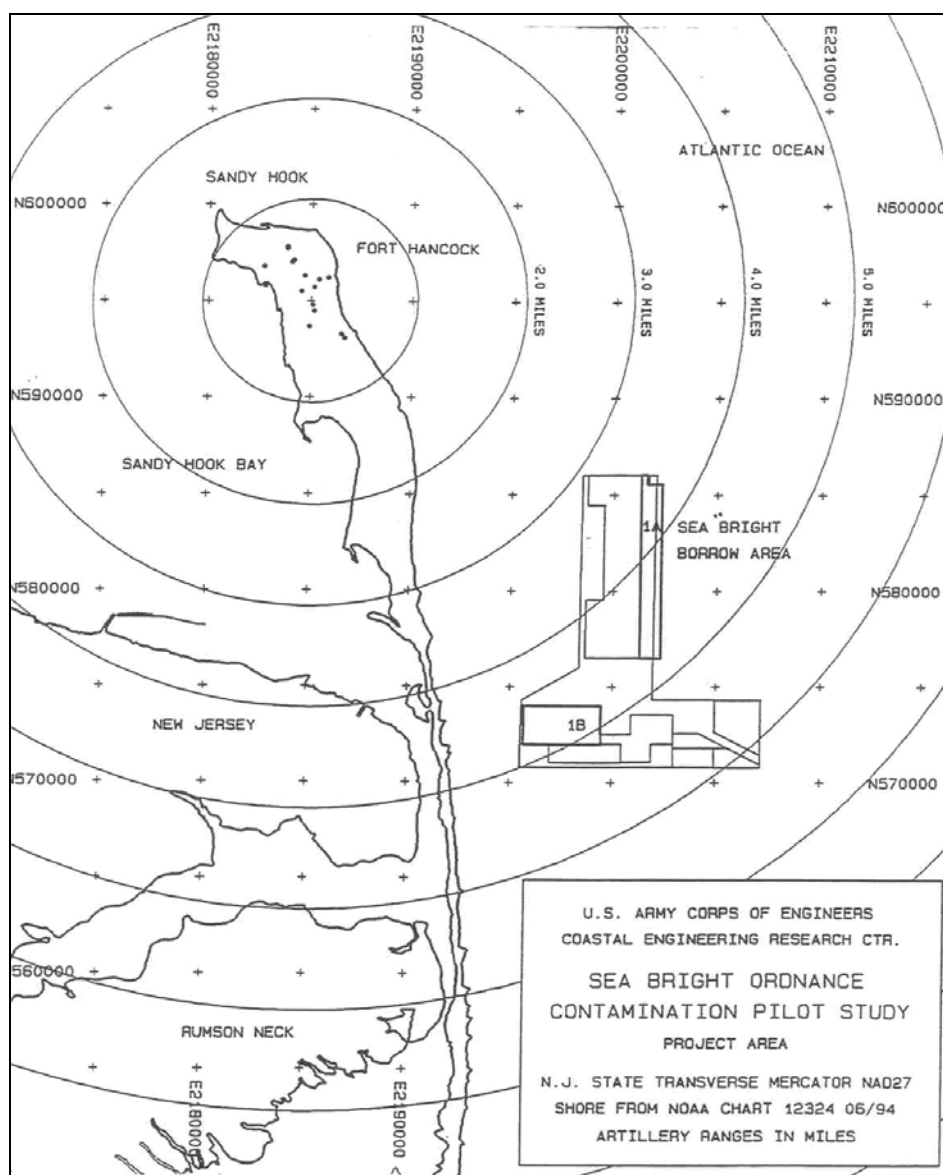 E2180000
E2190000
E2200000
E2210000
ATLANTIC OCEAN
SANDY HOOK
N600000
N600000
FORT HANCOCK
2.0 MILES
3.0 MILES
4.0 MILES
5.0 MILES
N590000
N590000
SANDY HOOK BAY
1A SEA BRIGHT
BORROW AREA
N580000
N580000
NEW JERSEY
1B
N570000
N570000
560000
RUMSON NECK
E2180000
E2190000
U.S. ARMY CORPS OF ENGINEERS
COASTAL ENGINEERING RESEARCH CTR.
SEA BRIGHT ORDNANCE
CONTAMINATION PILOT STUDY
PROJECT AREA
N.J. STATE TRANSVERSE MERCATOR NAD27
SHORE FROM NOAA CHART 12324 06/94
ARTILLERY RANGES IN MILES